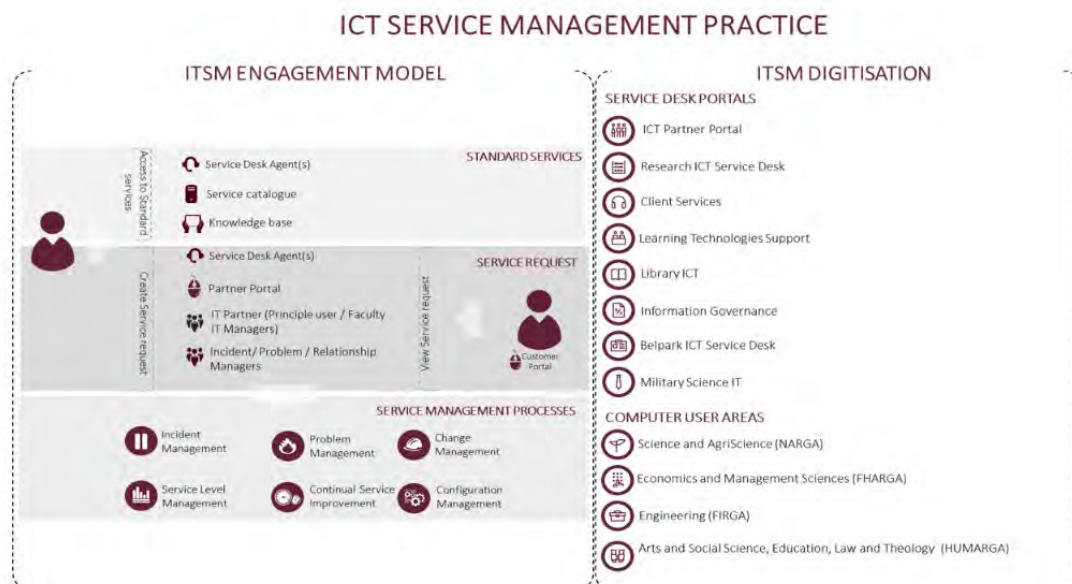 ICT SERVICE MANAGEMENT PRACTICE
ITSM ENGAGEMENT MODEL
STANDARD SERVICES
Access to Standard
services
Service Desk Agent(s)
Service catalogue
Knowledge base
SERVICE REQUEST
Create Service request
Service Desk Agent(s)
Partner Portal
IT Partner (Principle user / Faculty
IT Managers)
Incident/ Problem / Relationship
Managers
View Service request
Customer
Portal
SERVICE MANAGEMENT PROCESSES
Incident
Management
Problem
Management
Change
Management
Service Level
Management
Continual Service
Improvement
Configuration
Management
ITSM DIGITISATION
SERVICE DESK PORTALS
ICT Partner Portal
Research ICT Service Desk
Client Services
Learning Technologies Support
Library ICT
Information Governance
Belpark ICT Service Desk
Military Science IT
COMPUTER USER AREAS
Science and AgriScience (NARGA)
Economics and Management Sciences (FHARGA)
Engineering (FIRGA)
Arts and Social Science, Education, Law and Theology (HUMARGA)